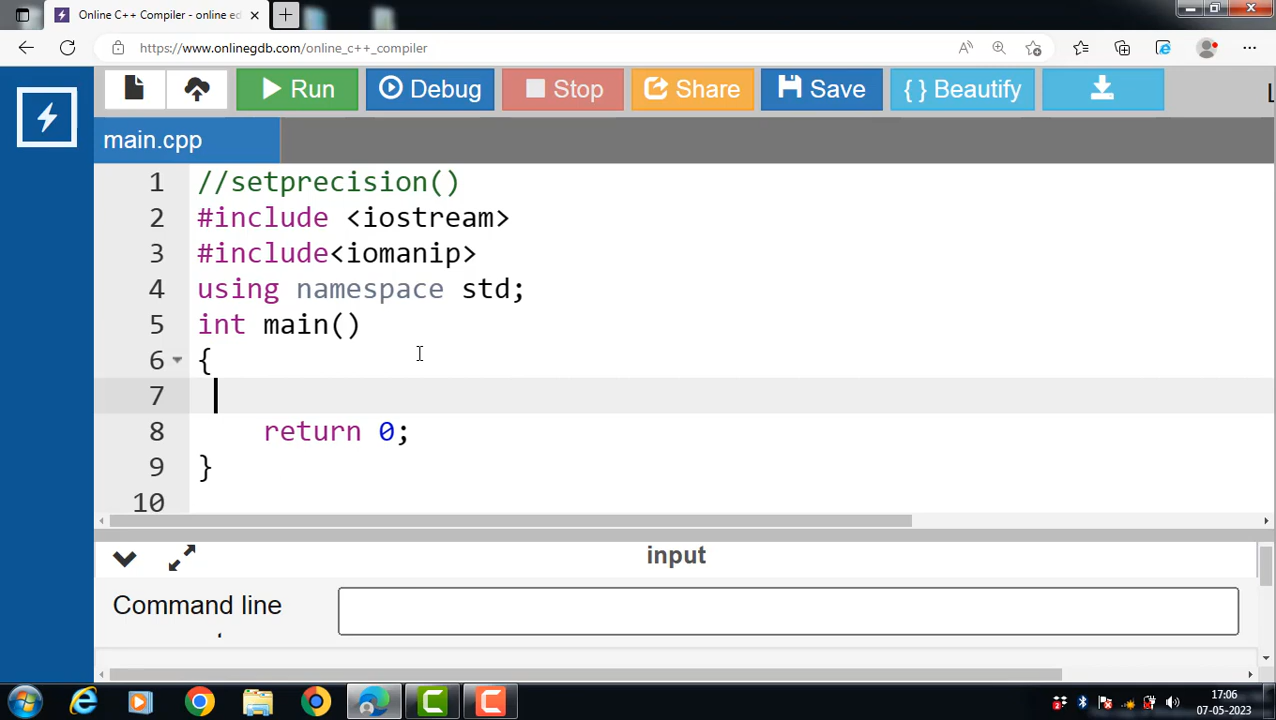 Online C++ Compiler - online ed
https://www.onlinegdb.com/online_c++_compiler
Run
Debug
Stop
Share
Save
{ } Beautify
main.cpp
1 //setprecision()
2 #include <iostream>
3 #include<iomanip>
4 using namespace std;
5 int main()
6 {
7
8 return 0;
9 }
10
input
Command line
17:06
07-05-2023